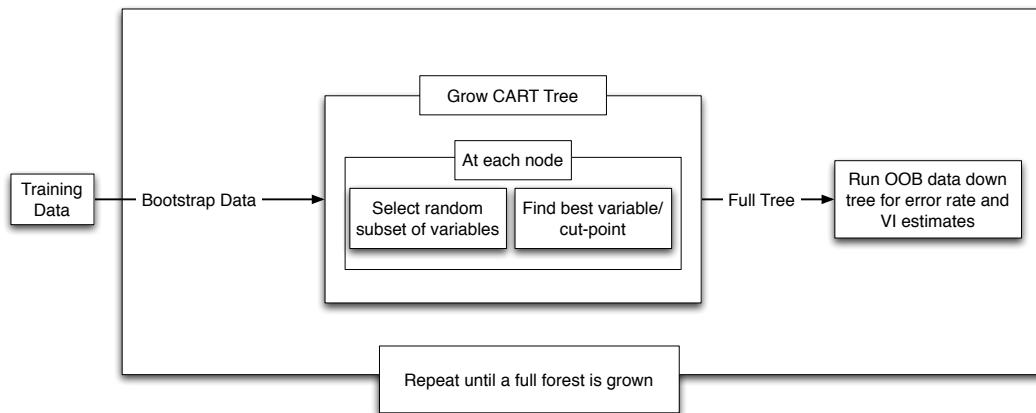 Grow CART Tree
At each node
Training
Data
Bootstrap Data
Select random
subset of variables
Find best variable/
cut-point
Full Tree
Run OOB data down
tree for error rate and
VI estimates
Repeat until a full forest is grown